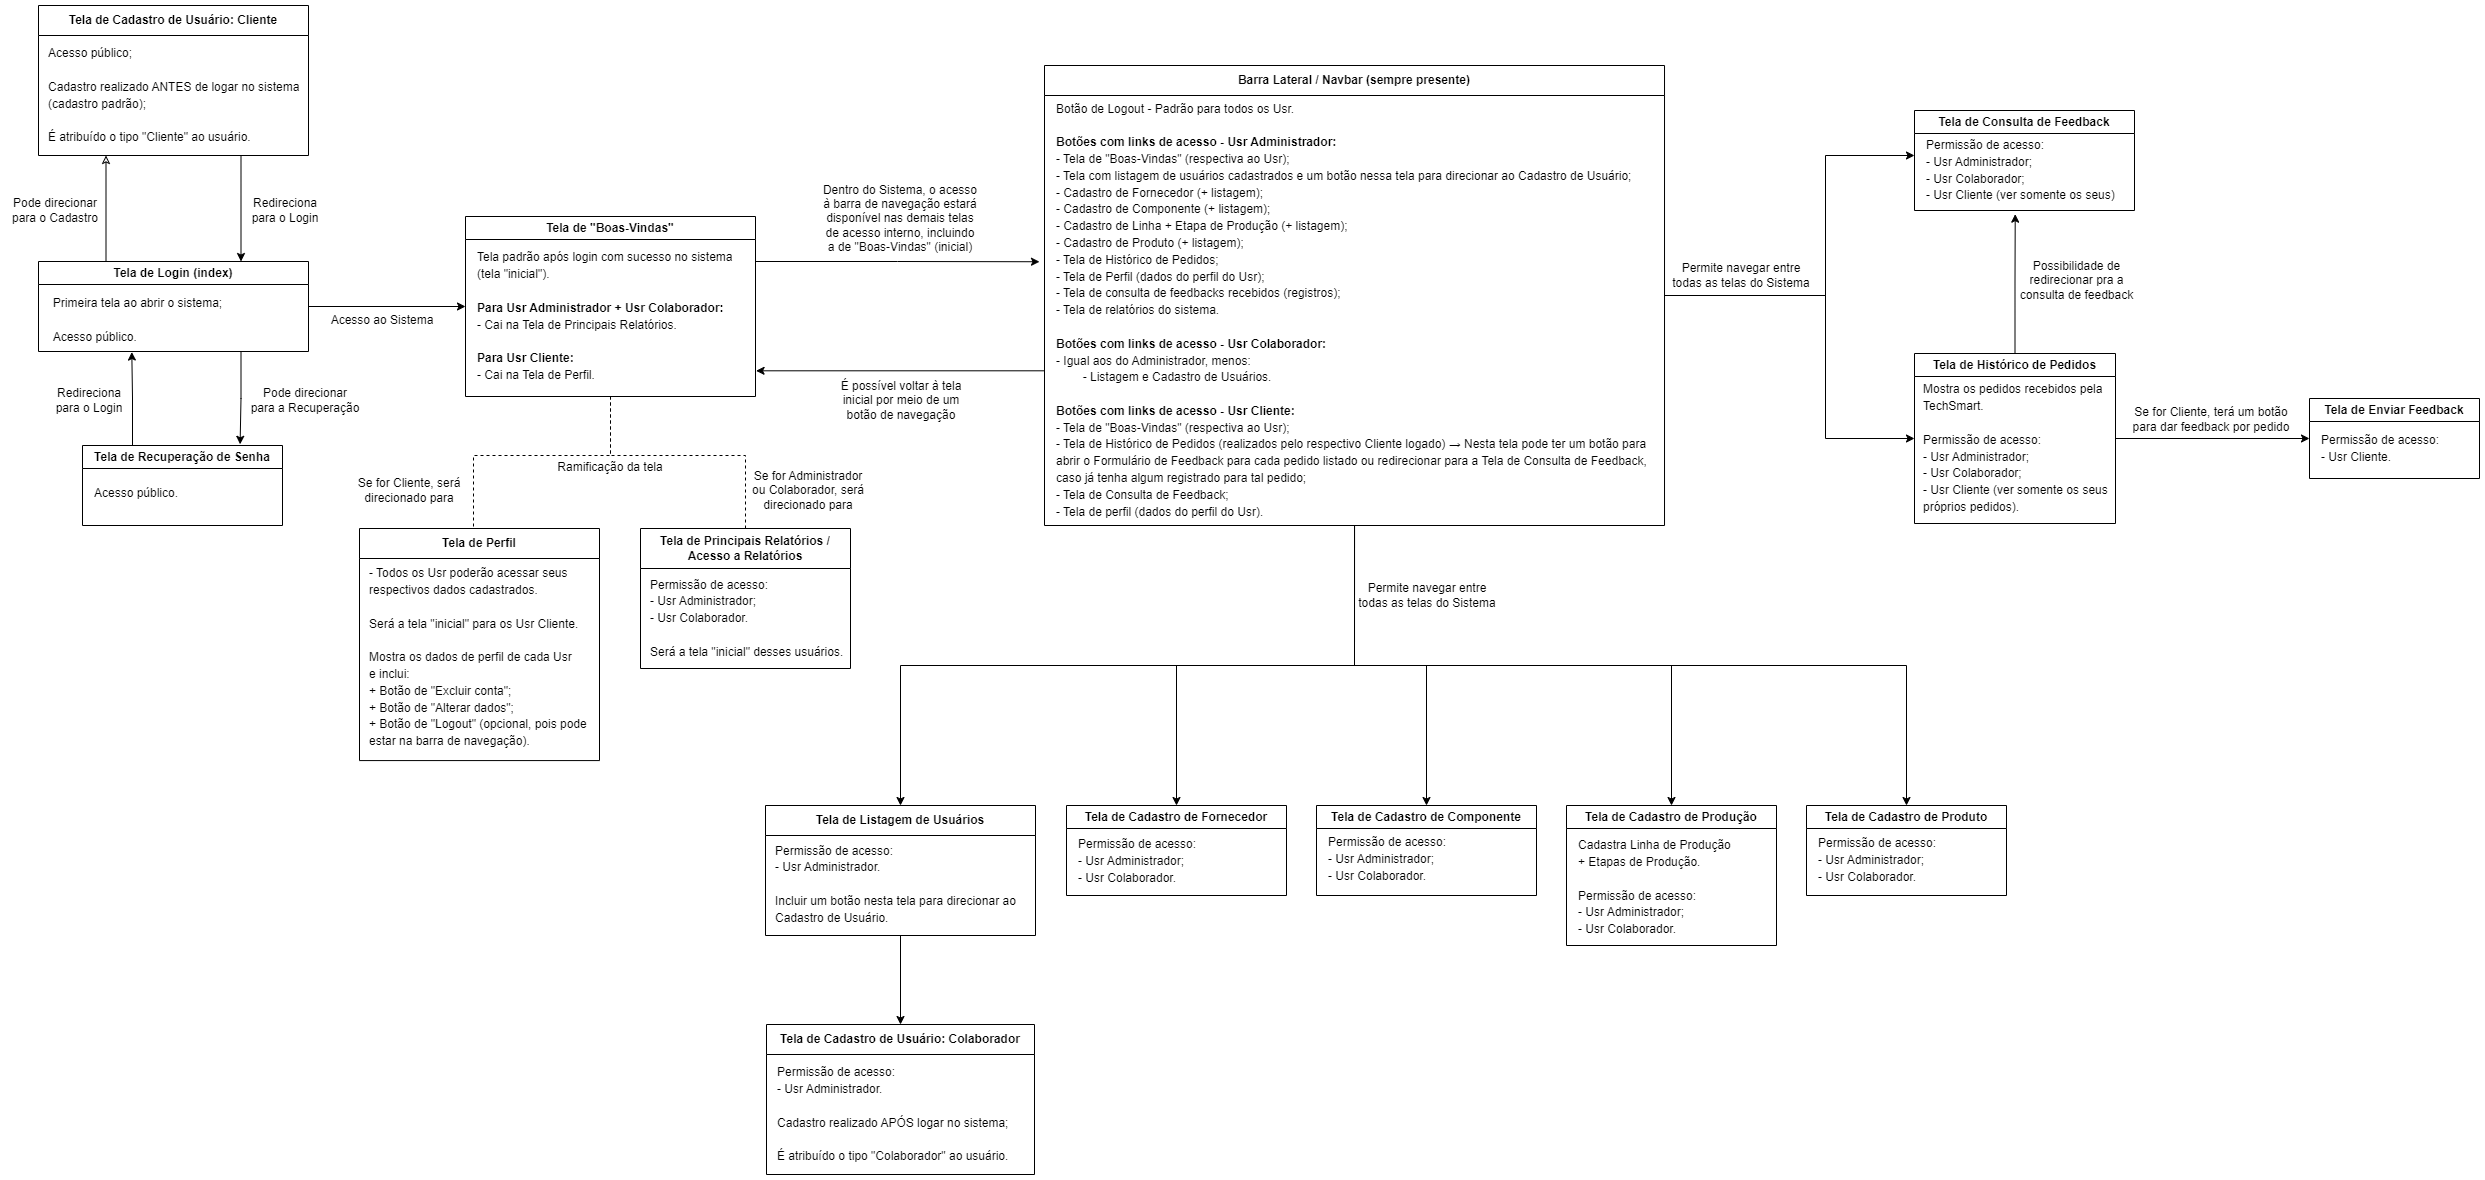 Tela de Cadastro de Usuário: Cliente
Acesso público;
Cadastro realizado ANTES de logar no sistema
(cadastro padrão);
É atribuído o tipo "Cliente" ao usuário.
Pode direcionar
para o Cadastro
Redireciona
para o Login
Tela de Login (index)
Primeira tela ao abrir o sistema;
Acesso público.
Redireciona
para o Login
Pode direcionar
para a Recuperação
Tela de Recuperação de Senha
Acesso público.
Acesso ao Sistema
Tela de "Boas-Vindas"
Tela padrão após login com sucesso no sistema
(tela "inicial").
Para Usr Administrador + Usr Colaborador:
- Cai na Tela de Principais Relatórios.
Para Usr Cliente:
- Cai na Tela de Perfil.
Ramificação da tela
Se for Cliente, será
direcionado para
Se for Administrador
ou Colaborador, será
direcionado para
Tela de Perfil
- Todos os Usr poderão acessar seus
respectivos dados cadastrados.
Será a tela "inicial" para os Usr Cliente.
Mostra os dados de perfil de cada Usr
e inclui:
+ Botão de "Excluir conta";
+ Botão de "Alterar dados";
+ Botão de "Logout" (opcional, pois pode
estar na barra de navegação).
Tela de Principais Relatórios /
Acesso a Relatórios
Permissão de acesso:
- Usr Administrador;
- Usr Colaborador.
Será a tela "inicial" desses usuários.
Dentro do Sistema, o acesso
à barra de navegação estará
disponível nas demais telas
de acesso interno, incluindo
a de "Boas-Vindas" (inicial)
É possível voltar à tela
inicial por meio de um
botão de navegação
Barra Lateral / Navbar (sempre presente)
Botão de Logout - Padrão para todos os Usr.
Botões com links de acesso - Usr Administrador:
- Tela de "Boas-Vindas" (respectiva ao Usr);
- Tela com listagem de usuários cadastrados e um botão nessa tela para direcionar ao Cadastro de Usuário;
- Cadastro de Fornecedor (+ listagem);
- Cadastro de Componente (+ listagem);
- Cadastro de Linha + Etapa de Produção (+ listagem);
- Cadastro de Produto (+ listagem);
- Tela de Histórico de Pedidos;
- Tela de Perfil (dados do perfil do Usr);
- Tela de consulta de feedbacks recebidos (registros);
- Tela de relatórios do sistema.
Botões com links de acesso - Usr Colaborador:
- Igual aos do Administrador, menos:
- Listagem e Cadastro de Usuários.
Botões com links de acesso - Usr Cliente:
- Tela de "Boas-Vindas" (respectiva ao Usr);
- Tela de Histórico de Pedidos (realizados pelo respectivo Cliente logado) → Nesta tela pode ter um botão para
abrir o Formulário de Feedback para cada pedido listado ou redirecionar para a Tela de Consulta de Feedback,
caso já tenha algum registrado para tal pedido;
- Tela de Consulta de Feedback;
- Tela de perfil (dados do perfil do Usr).
Permite navegar entre
todas as telas do Sistema
Tela de Consulta de Feedback
Permissão de acesso:
- Usr Administrador;
- Usr Colaborador;
- Usr Cliente (ver somente os seus)
Possibilidade de
redirecionar pra a
consulta de feedback
Tela de Histórico de Pedidos
Mostra os pedidos recebidos pela
TechSmart.
Permissão de acesso:
- Usr Administrador;
- Usr Colaborador;
- Usr Cliente (ver somente os seus
próprios pedidos).
Se for Cliente, terá um botão
para dar feedback por pedido
Tela de Enviar Feedback
Permissão de acesso:
- Usr Cliente.
Permite navegar entre
todas as telas do Sistema
Tela de Listagem de Usuários
Permissão de acesso:
- Usr Administrador.
Incluir um botão nesta tela para direcionar ao
Cadastro de Usuário.
Tela de Cadastro de Fornecedor
Permissão de acesso:
- Usr Administrador;
- Usr Colaborador.
Tela de Cadastro de Componente
Permissão de acesso:
- Usr Administrador;
- Usr Colaborador.
Tela de Cadastro de Produção
Cadastra Linha de Produção
+ Etapas de Produção.
Permissão de acesso:
- Usr Administrador;
- Usr Colaborador.
Tela de Cadastro de Produto
Permissão de acesso:
- Usr Administrador;
- Usr Colaborador.
Tela de Cadastro de Usuário: Colaborador
Permissão de acesso:
- Usr Administrador.
Cadastro realizado APÓS logar no sistema;
É atribuído o tipo "Colaborador" ao usuário.